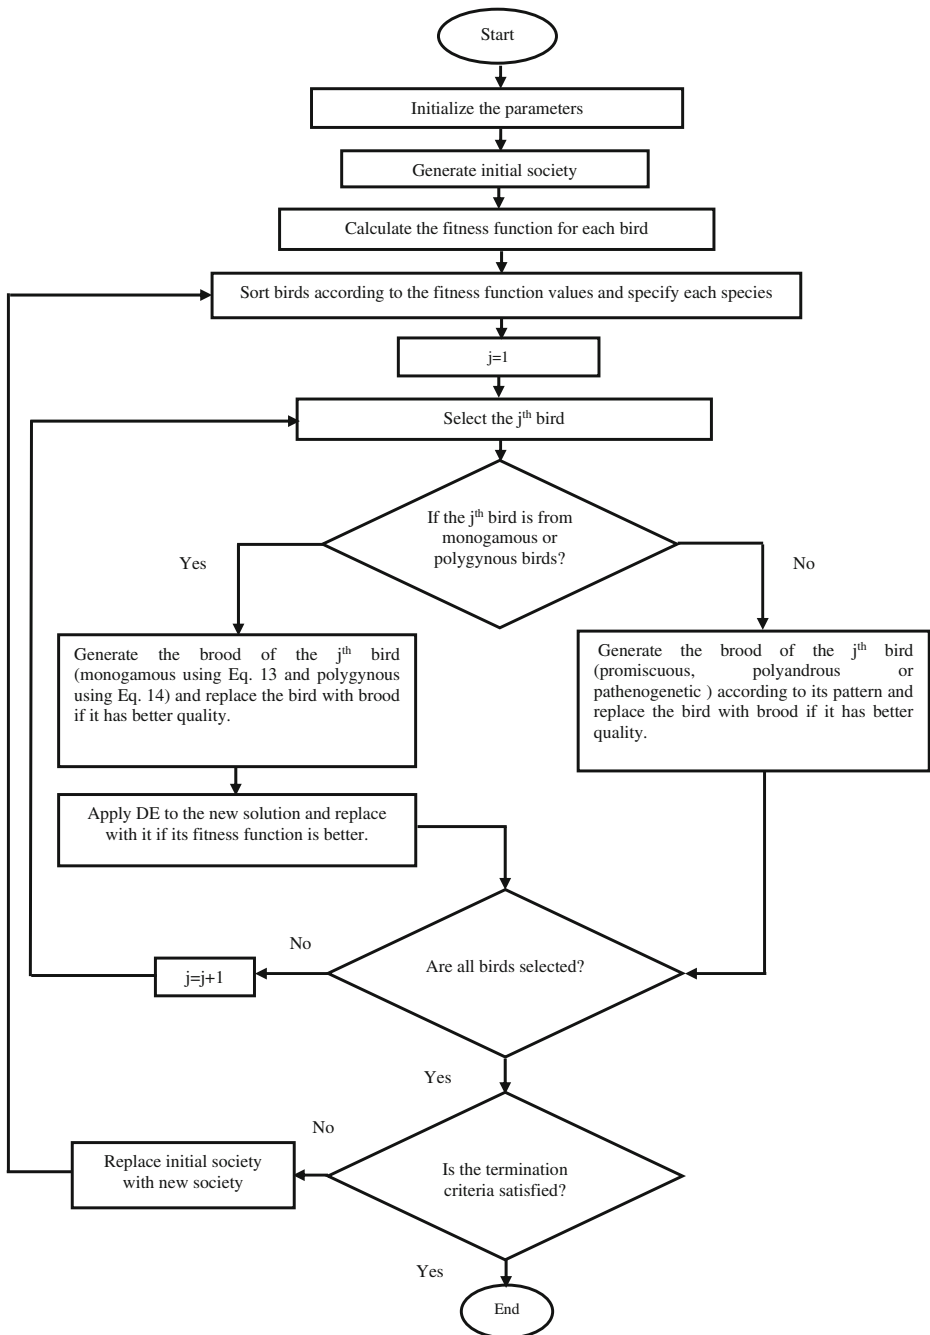 Start
Initialize the parameters
Generate initial society
Calculate the fitness function for each bird
Sort birds according to the fitness function values and specify each species
j=1
Select the jth bird
If the jth bird is from
monogamous or
polygynous birds?
Yes
No
Generate the brood of the jth bird
(monogamous using Eq. 13 and polygynous
using Eq. 14) and replace the bird with brood
if it has better quality.
Generate the brood of the jth bird
(promiscuous, polyandrous or
pathenogenetic ) according to its pattern and
replace the bird with brood if it has better
quality.
Apply DE to the new solution and replace
with it if its fitness function is better.
No
Are all birds selected?
j=j+1
Yes
No
Replace initial society
with new society
Is the termination
criteria satisfied?
Yes
End